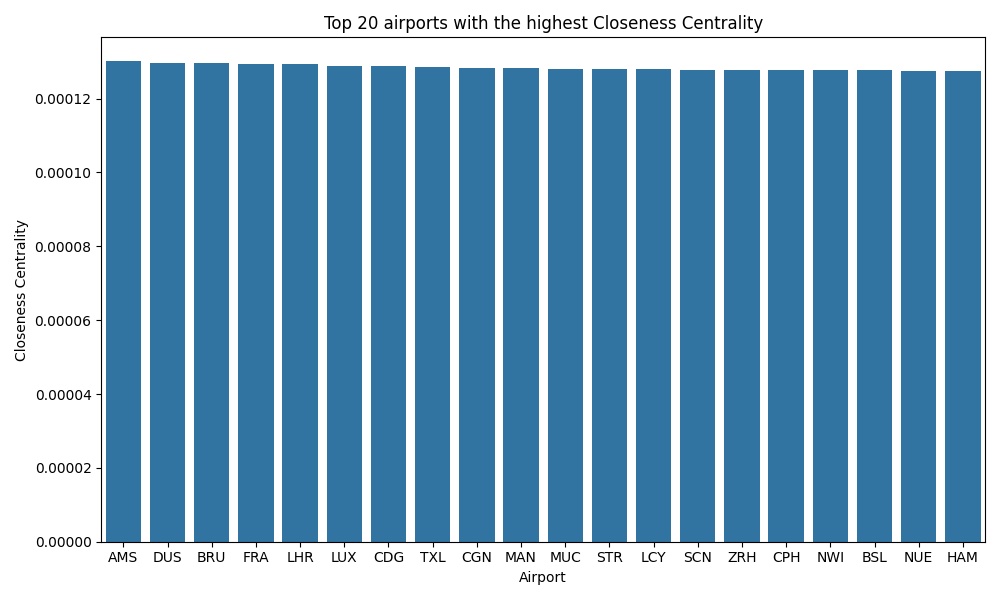 Top 20 airports with the highest Closeness Centrality
Closeness Centrality
0.00012
0.00010
0.00008
0.00006
0.00004
0.00002
0.00000
AMS DUS BRU FRA LHR LUX CDG TXL CGN MAN MUC STR LCY SCN ZRH CPH NWI BSL NUE HAM
Airport